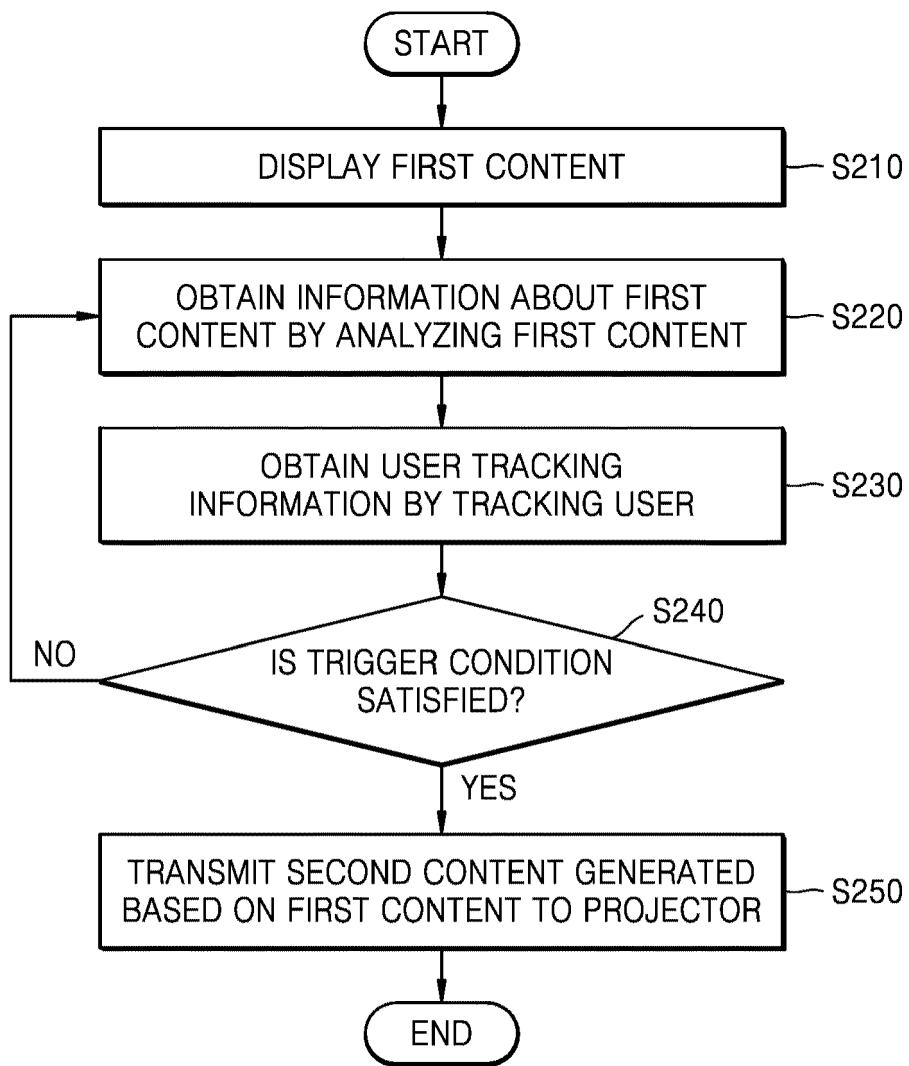 START
DISPLAY FIRST CONTENT
S210
OBTAIN INFORMATION ABOUT FIRST
CONTENT BY ANALYZING FIRST CONTENT
S220
OBTAIN USER TRACKING
INFORMATION BY TRACKING USER
S230
S240
IS TRIGGER CONDITION
SATISFIED?
NO
YES
TRANSMIT SECOND CONTENT GENERATED
BASED ON FIRST CONTENT TO PROJECTOR
S250
END